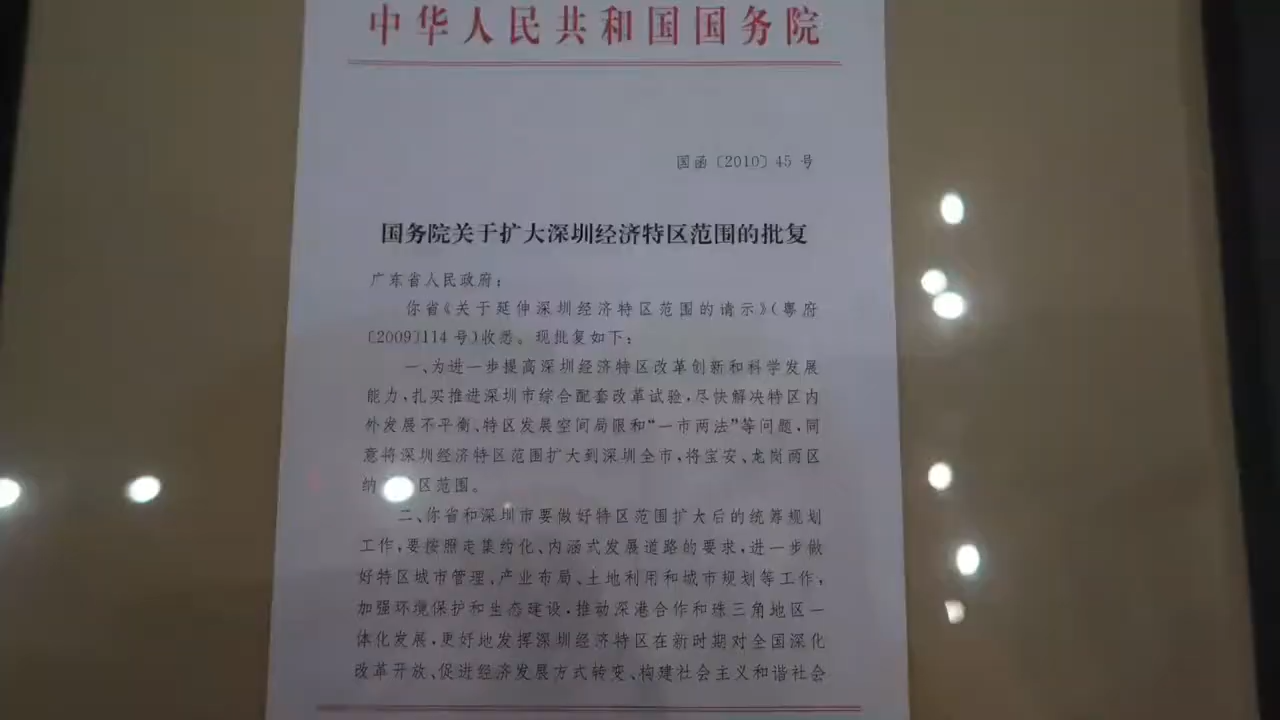 中华人民共和国国务院
国函〔2010〕45 号
国务院关于扩大深圳经济特区范围的批复
广东省人民政府：
你省《关于延伸深圳经济特区范围的请示》（粤府
〔2009〕114 号）收悉。现批复如下：
一、为进一步提高深圳经济特区改革创新和科学发展
能力，扎实推进深圳市综合配套改革试验，尽快解决特区内
外发展不平衡、特区发展空间局限和“一市两法”等问题，同
意将深圳经济特区范围扩大到深圳全市，将宝安、龙岗两区
纳 区范围。
二、你省和深圳市要做好特区范围扩大后的统筹规划
工作，要按照走集约化、内涵式发展道路的要求，进一步做
好特区城市管理、产业布局、土地利用和城市规划等工作，
加强环境保护和生态建设，推动深港合作和珠三角地区一
体化发展，更好地发挥深圳经济特区在新时期对全国深化
改革开放、促进经济发展方式转变、构建社会主义和谐社会